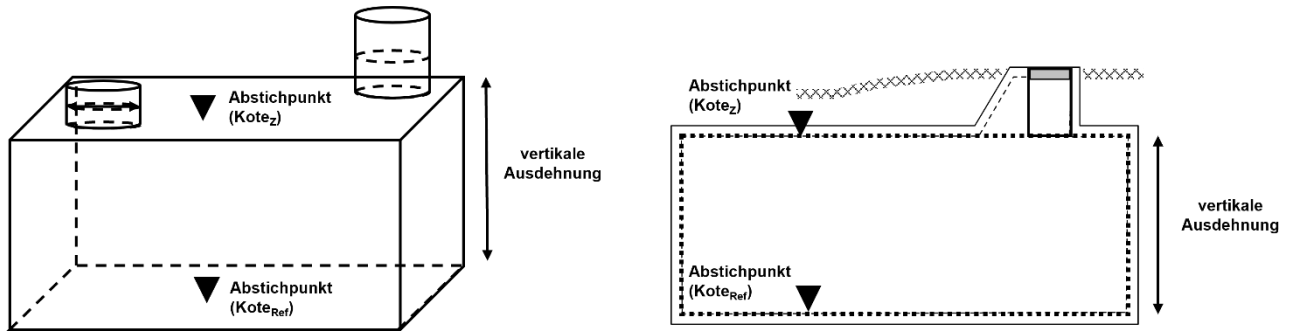 Abstichpunkt
(KoteZ)
vertikale
Ausdehnung
Abstichpunkt
(KoteRef)
Abstichpunkt
(KoteZ)
vertikale
Ausdehnung
Abstichpunkt
(KoteRef)